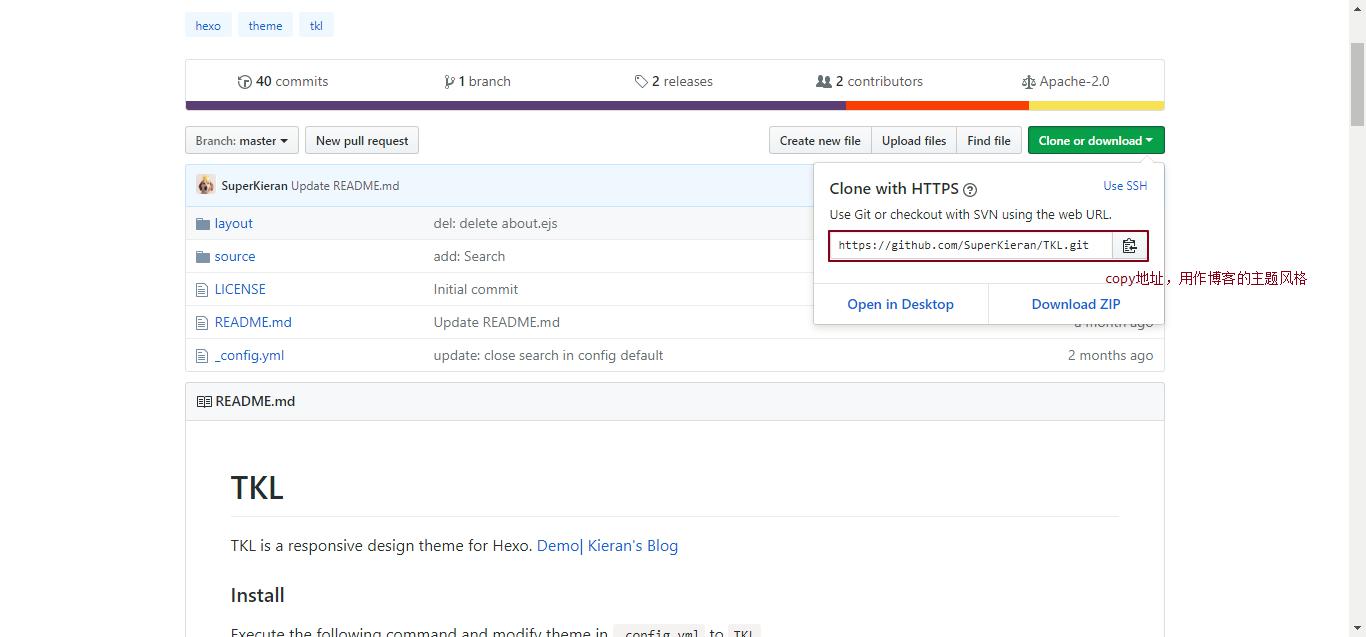 hexo theme tkl
40 commits 1 branch 2 releases 2 contributors Apache-2.0
Branch: master New pull request Create new file Upload files Find file Clone or download
SuperKieran Update README.md
Clone with HTTPS Use SSH
Use Git or checkout with SVN using the web URL.
https://github.com/SuperKieran/TKL.git
copy地址，用作博客的主题风格
Open in Desktop Download ZIP
layout del: delete about.ejs
source add: Search
LICENSE Initial commit
README.md Update README.md a month ago
_config.yml update: close search in config default 2 months ago
README.md
TKL
TKL is a responsive design theme for Hexo. Demo| Kieran's Blog
Install
Execute the following command and modify theme in _config.yml to TKL